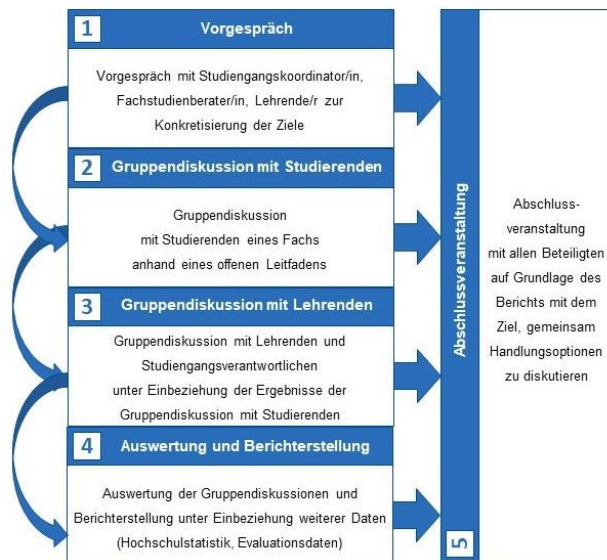 1 Vorgespräch
Vorgespräch mit Studiengangskoordinator/in,
Fachstudienberater/in, Lehrende/r zur
Konkretisierung der Ziele
2 Gruppendiskussion mit Studierenden
Gruppendiskussion
mit Studierenden eines Fachs
anhand eines offenen Leitfadens
3 Gruppendiskussion mit Lehrenden
Gruppendiskussion mit Lehrenden und
Studiengangsverantwortlichen
unter Einbeziehung der Ergebnisse der
Gruppendiskussion mit Studierenden
4 Auswertung und Berichterstellung
Auswertung der Gruppendiskussionen und
Berichterstellung unter Einbeziehung weiterer Daten
(Hochschulstatistik, Evaluationsdaten)
5 Abschlussveranstaltung
Abschluss-
veranstaltung
mit allen Beteiligten
auf Grundlage des
Berichts mit dem
Ziel, gemeinsam
Handlungsoptionen
zu diskutieren